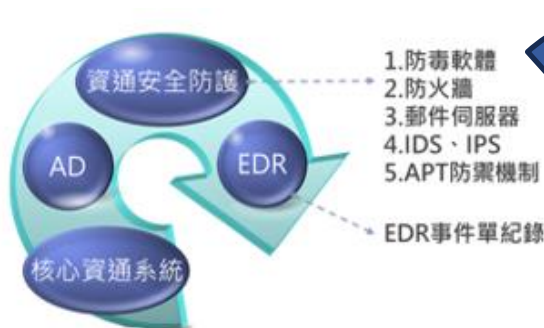 資通安全防護
AD
EDR
核心資通系統
1.防毒軟體
2.防火牆
3.郵件伺服器
4.IDS、IPS
5.APT防禦機制
EDR事件單紀錄